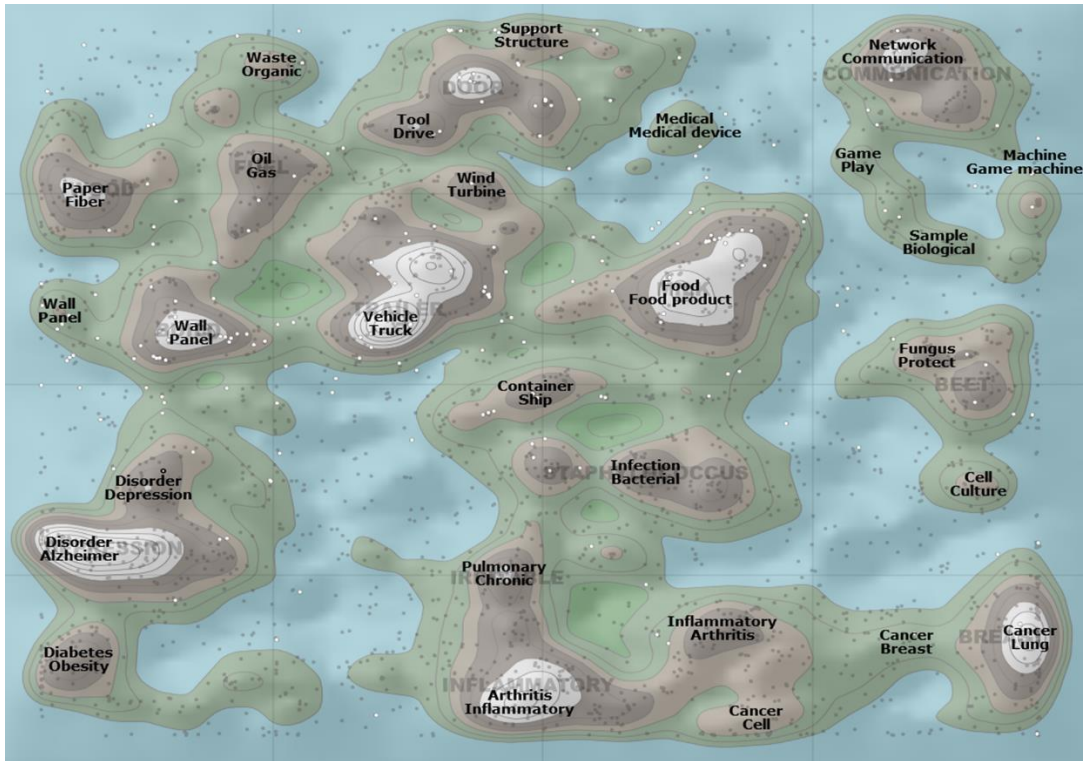 Support
Structure
Network
Communication
COMMUNICATION
Waste
Organic
DOOR
Tool
Drive
Medical
Medical device
Game
Play
Machine
Game machine
Oil
Gas
FUEL
Wind
Turbine
Paper
Fiber
Sample
Biological
Food
Food product
Wall
Panel
Wall
Panel
TRAILER
Vehicle
Truck
Fungus
Protect
BEET
Container
Ship
Disorder
Depression
STAPHYLOCOCCUS
Infection
Bacterial
Cell
Culture
Disorder
Alzheimer
Pulmonary
Chronic
Inflammatory
Arthritis
Cancer
Breast
Cancer
Lung
Diabetes
Obesity
INFLAMMATORY
Arthritis
Inflammatory
Cancer
Cell